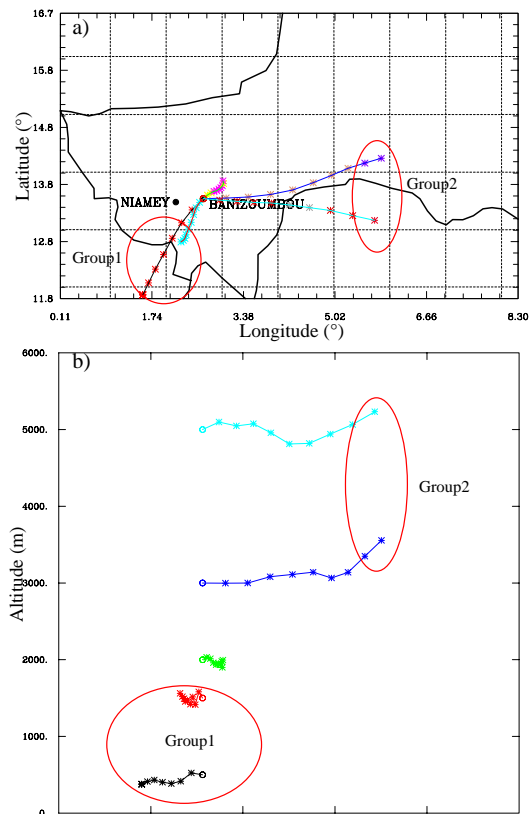 a)
16.7
15.8
14.8
13.8
12.8
11.8
Latitude (°)
NIAMEY
BANIZOUMBOU
Group2
Group1
0.11 1.74 3.38 5.02 6.66 8.30
Longitude (°)
b)
6000.
5000.
4000.
3000.
2000.
1000.
0.
Altitude (m)
Group2
Group1